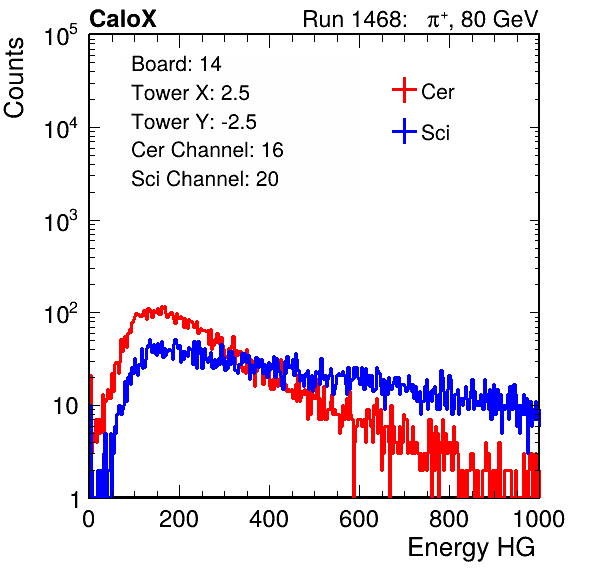 CaloX Run 1468: π⁺, 80 GeV
Counts
10⁵
10⁴
10³
10²
10
1
Board: 14
Tower X: 2.5
Tower Y: -2.5
Cer Channel: 16
Sci Channel: 20
Cer
Sci
0 200 400 600 800 1000
Energy HG